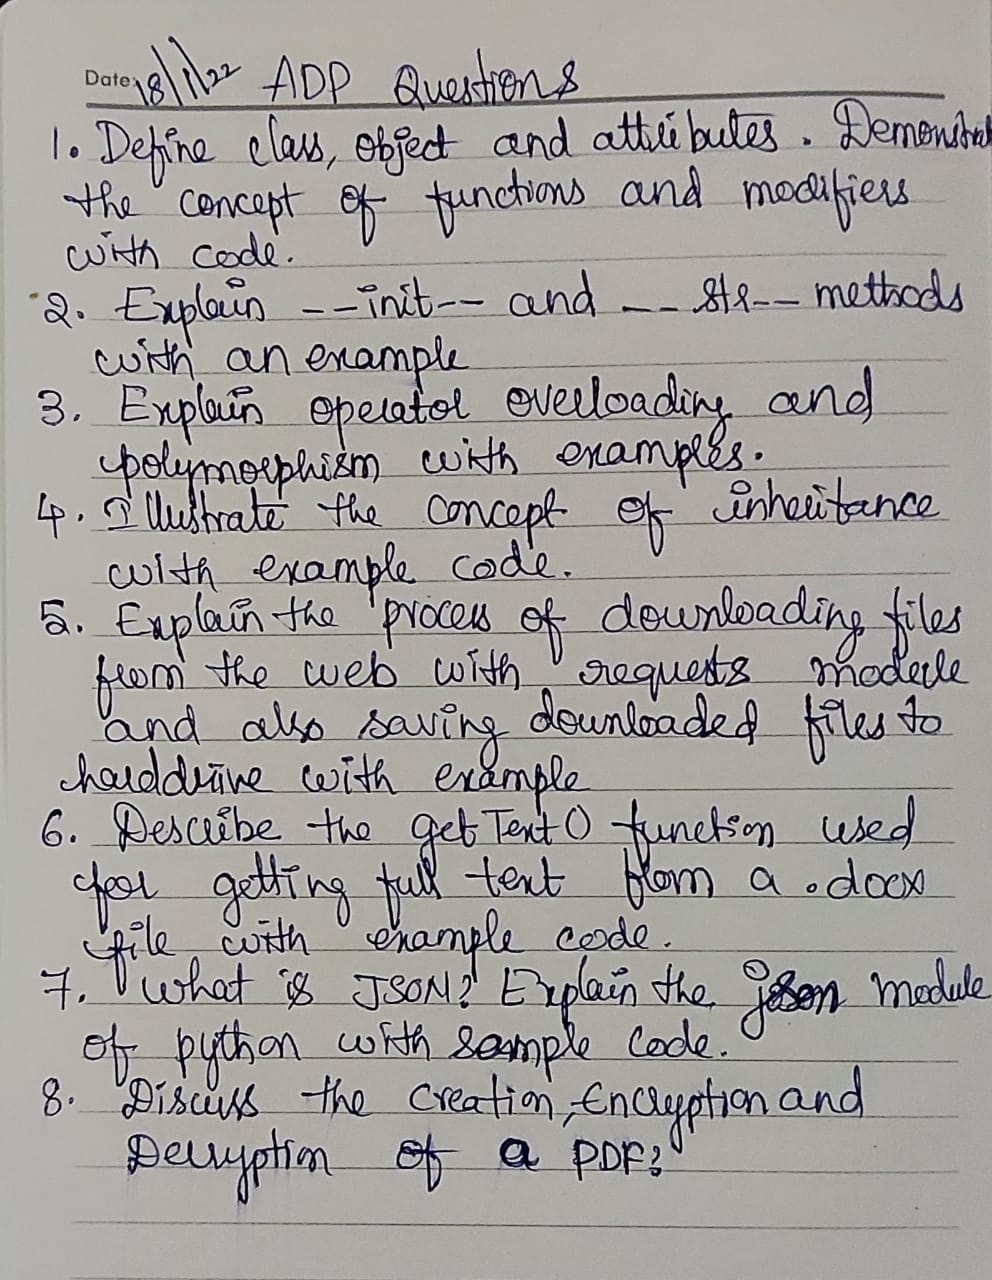 Date: 18/1/22 ADP Questions
1. Define class, object and attributes. Demonstrat
the concept of functions and modifiers
with code.
2. Explain __init__ and __str__ methods
with an example
3. Explain operator overloading and
polymorphism with examples.
4. Illustrate the concept of inheritance
with example code.
5. Explain the process of downloading files
from the web with requests module
and also saving downloaded files to
harddrive with example
6. Describe the getText() function used
for getting full text from a .docx
file with example code.
7. What is JSON? Explain the json module
of python with sample code.
8. Discuss the Creation, Encryption and
Decryption of a PDF?